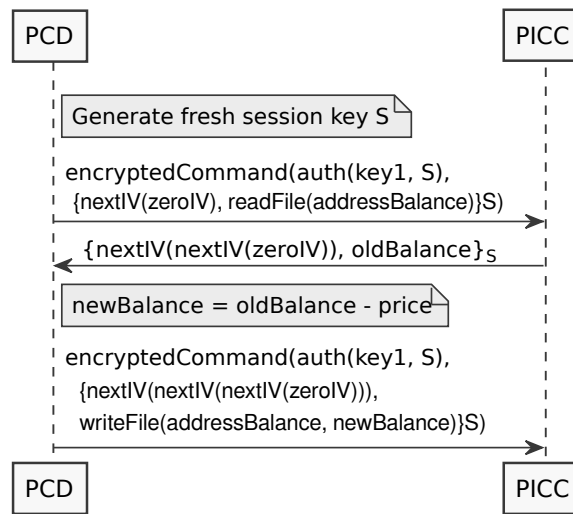 PCD PICC
Generate fresh session key S
encryptedCommand(auth(key1, S),
{nextIV(zeroIV), readFile(addressBalance)}S)
{nextIV(nextIV(zeroIV)), oldBalance}S
newBalance = oldBalance - price
encryptedCommand(auth(key1, S),
{nextIV(nextIV(nextIV(zeroIV))),
writeFile(addressBalance, newBalance)}S)
PCD PICC